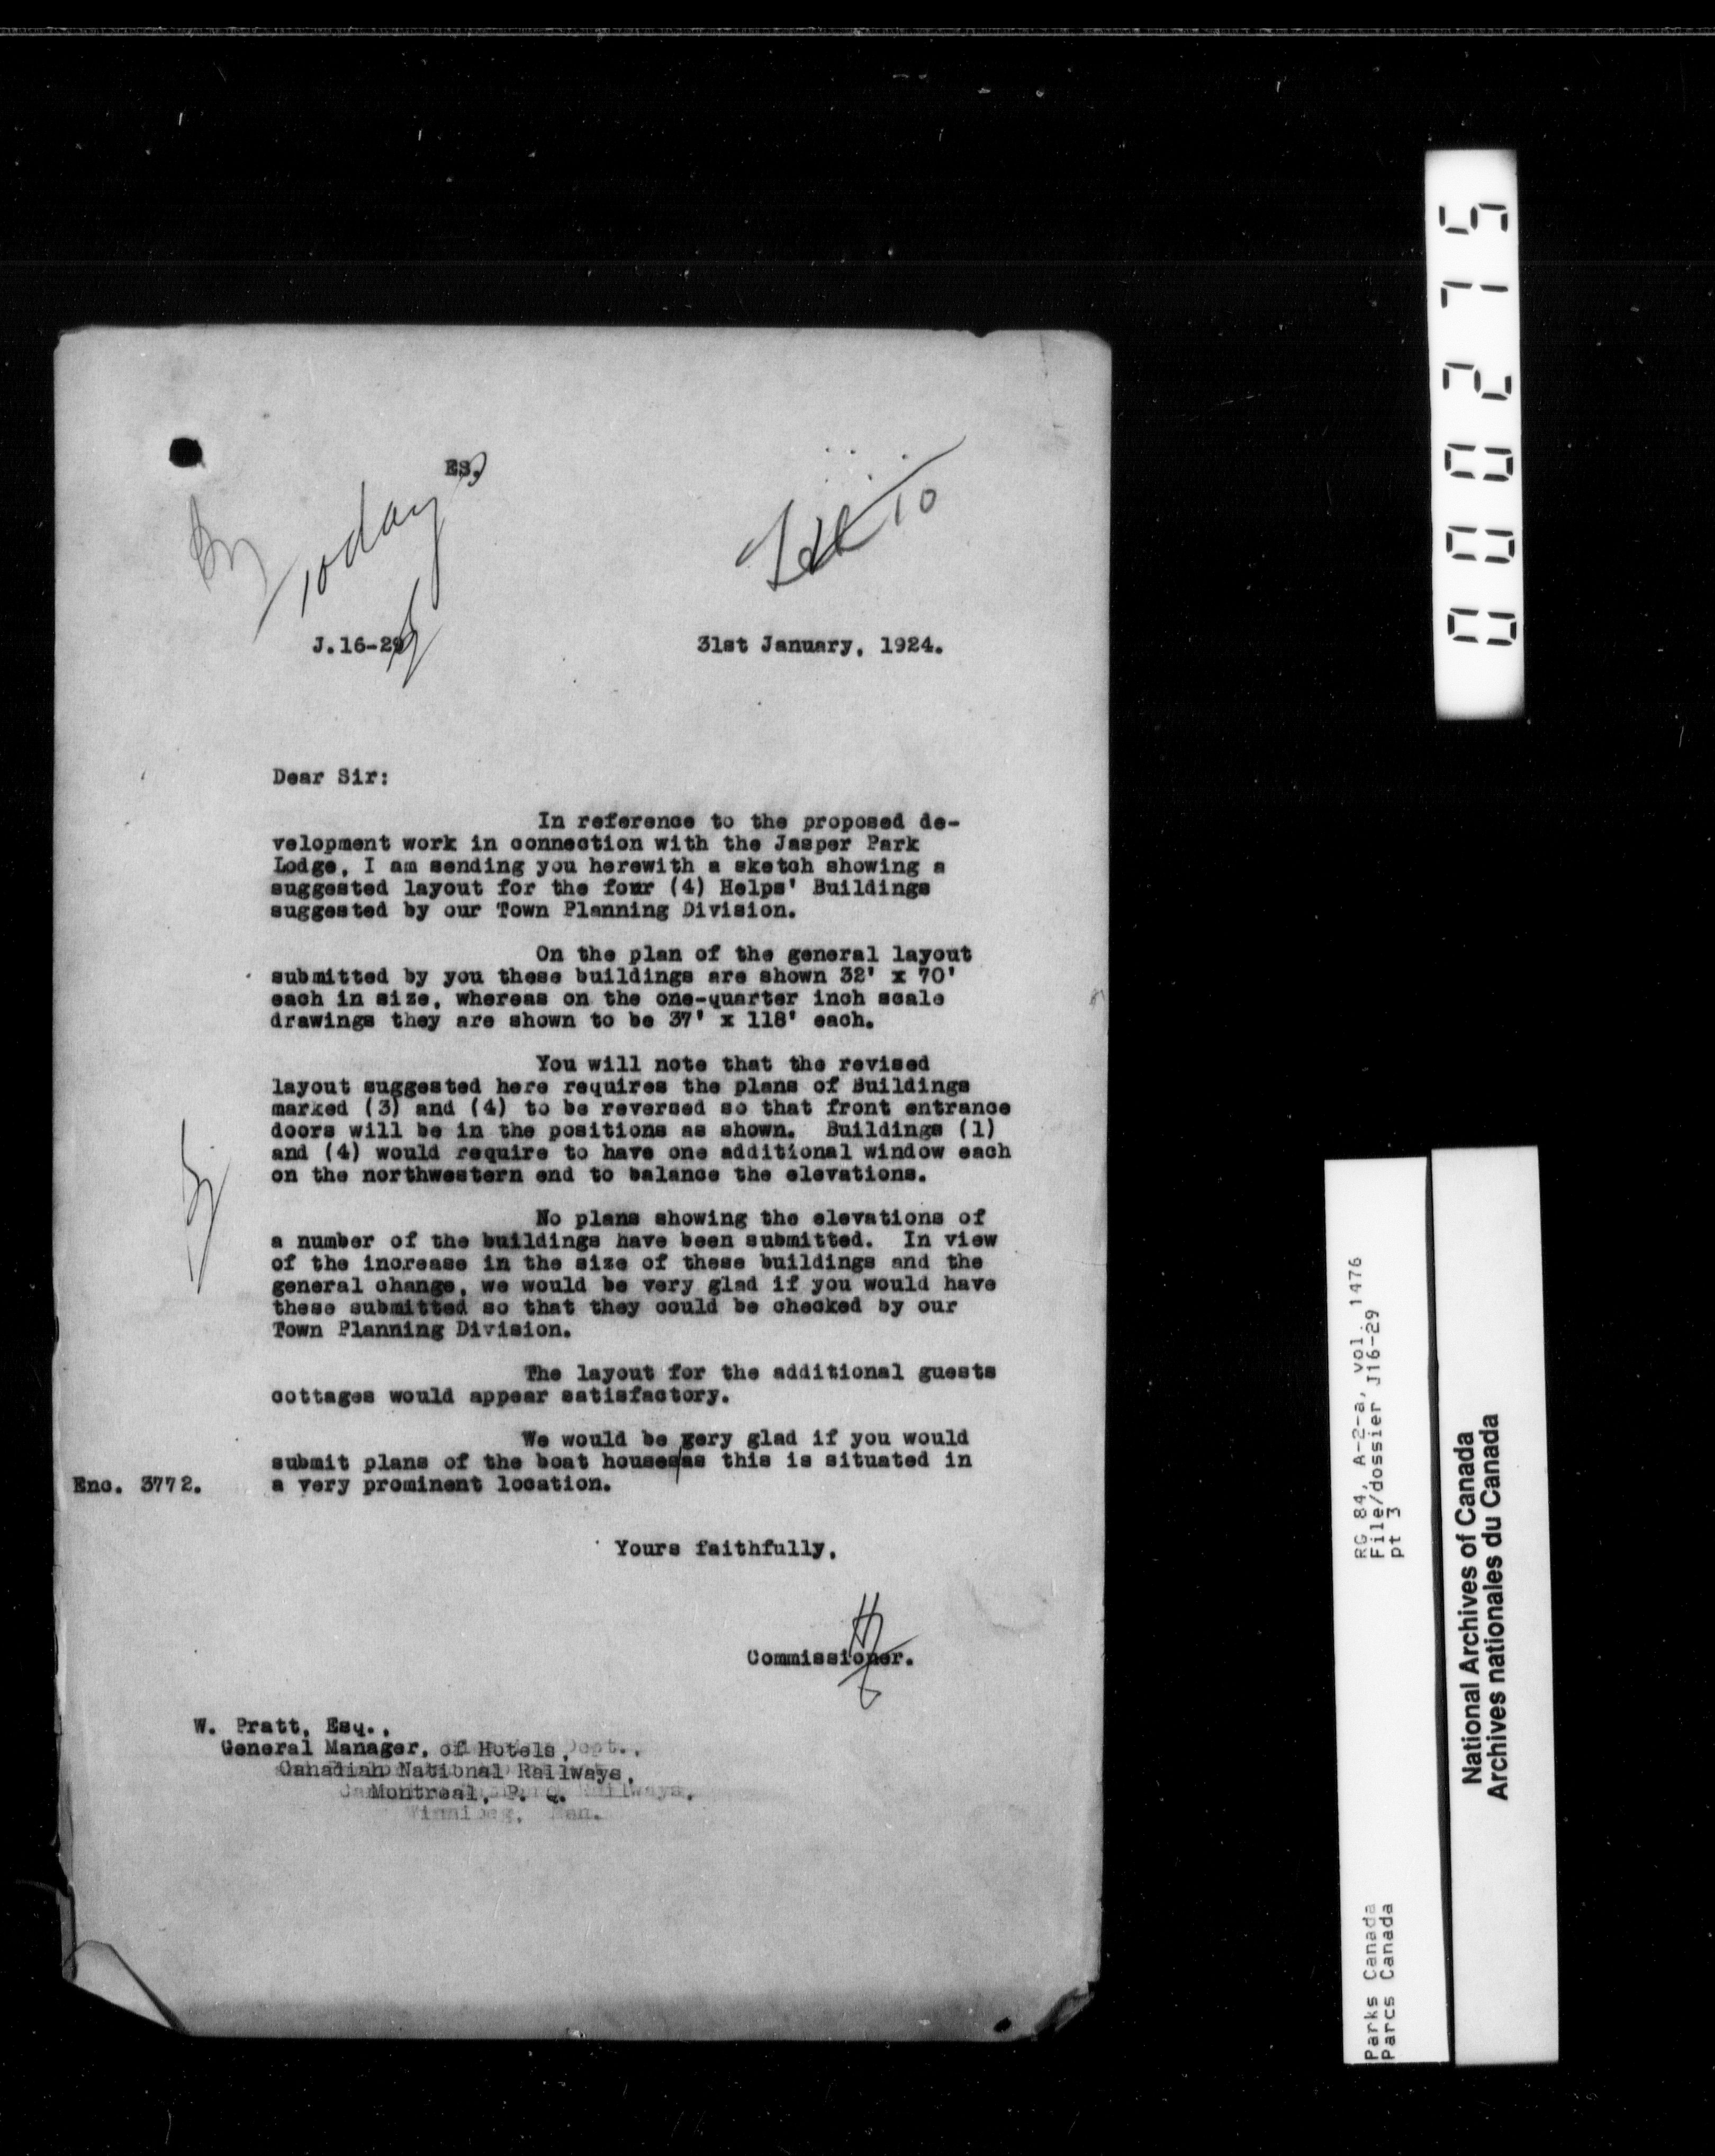 ES.
today
10
J.16-29
31st January, 1924.
Dear Sir:
In reference to the proposed de-
velopment work in connection with the Jasper Park
Lodge, I am sending you herewith a sketch showing a
suggested layout for the four (4) Helps' Buildings
suggested by our Town Planning Division.
On the plan of the general layout
submitted by you these buildings are shown 32' x 70'
each in size, whereas on the one-quarter inch scale
drawings they are shown to be 37' x 118' each.
You will note that the revised
layout suggested here requires the plans of Buildings
marked (3) and (4) to be reversed so that front entrance
doors will be in the positions as shown. Buildings (1)
and (4) would require to have one additional window each
on the northwestern end to balance the elevations.
No plans showing the elevations of
a number of the buildings have been submitted. In view
of the increase in the size of these buildings and the
general change, we would be very glad if you would have
these submitted so that they could be checked by our
Town Planning Division.
The layout for the additional guests
cottages would appear satisfactory.
We would be very glad if you would
submit plans of the boat houses as this is situated in
Enc. 3772. a very prominent location.
Yours faithfully,
Commissioner.
W. Pratt, Esq.,
General Manager, of Hotels,
Canadian National Railways,
Montreal, P. Q.
Winnipeg, Man.
0000275
RG 84, A-2-a, vol. 1476
File/dossier J16-29
pt 3
Parks Canada
Parcs Canada
National Archives of Canada
Archives nationales du Canada